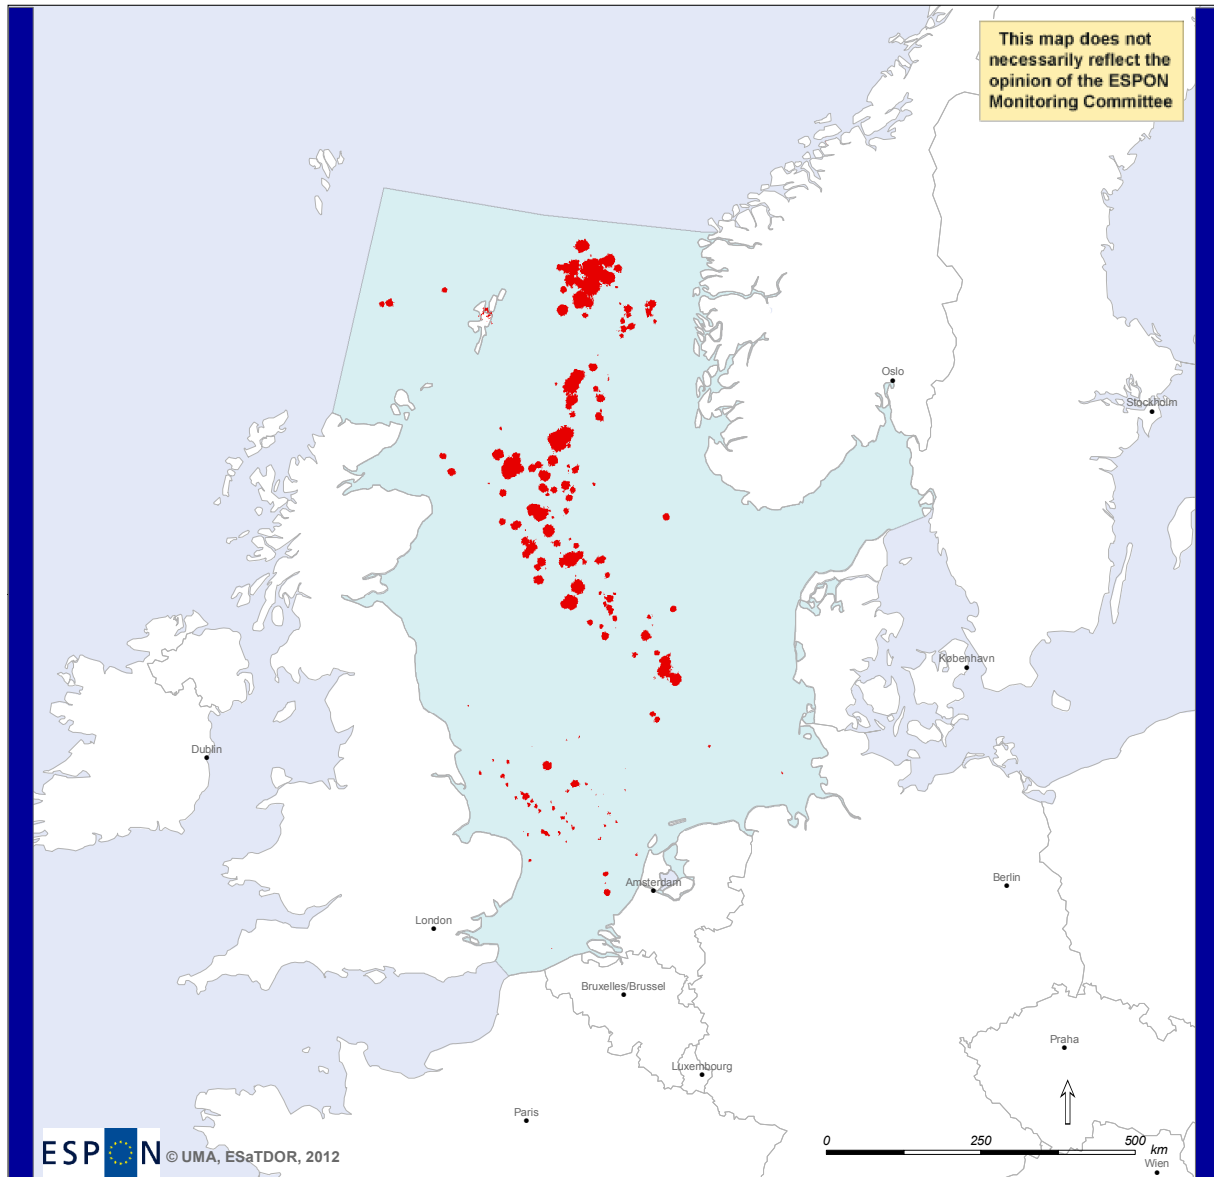 This map does not
necessarily reflect the
opinion of the ESPON
Monitoring Committee
Oslo
Stockholm
København
Dublin
Amsterdam
Berlin
London
Bruxelles/Brussel
Praha
Luxembourg
Paris
0 250 500
km
Wien
ESPON © UMA, ESaTDOR, 2012